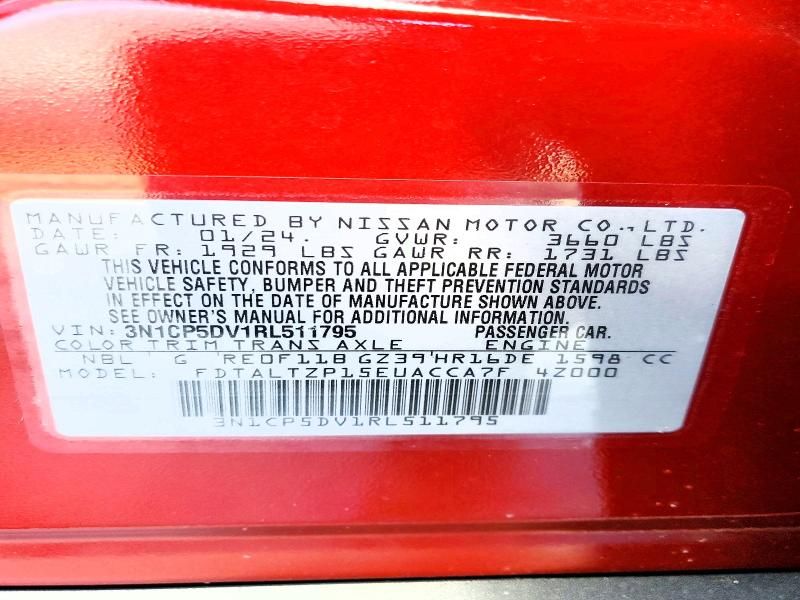 MANUFACTURED BY NISSAN MOTOR CO.,LTD.
DATE: 01/24. GVWR: 3660 LBS
GAWR FR: 1929 LBS GAWR RR: 1731 LBS
THIS VEHICLE CONFORMS TO ALL APPLICABLE FEDERAL MOTOR
VEHICLE SAFETY, BUMPER AND THEFT PREVENTION STANDARDS
IN EFFECT ON THE DATE OF MANUFACTURE SHOWN ABOVE.
SEE OWNER'S MANUAL FOR ADDITIONAL INFORMATION.
VIN: 3N1CP5DV1RL511795 PASSENGER CAR.
COLOR TRIM TRANS AXLE ENGINE
NBL G RE0F11B GZ39 HR16DE 1598 CC
MODEL: FDTALTZP15EUACCA7F 4Z000
3N1CP5DV1RL511795